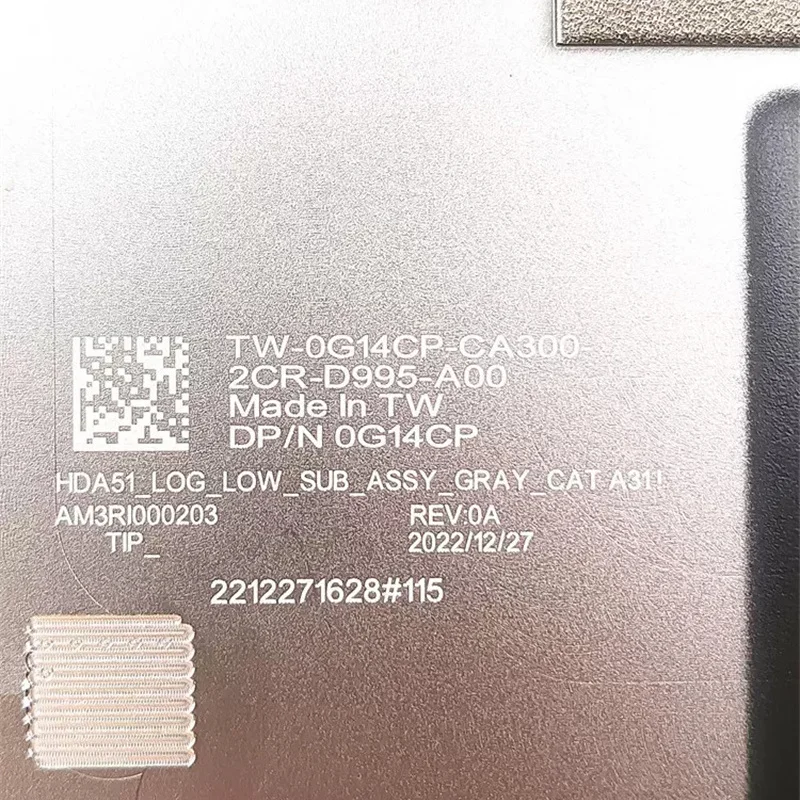 TW-0G14CP-CA300-
2CR-D995-A00
Made In TW
DP/N 0G14CP
HDA51_LOG_LOW_SUB_ASSY_GRAY_CAT A31!
AM3RI000203 REV:0A
TIP_ 2022/12/27
2212271628#115